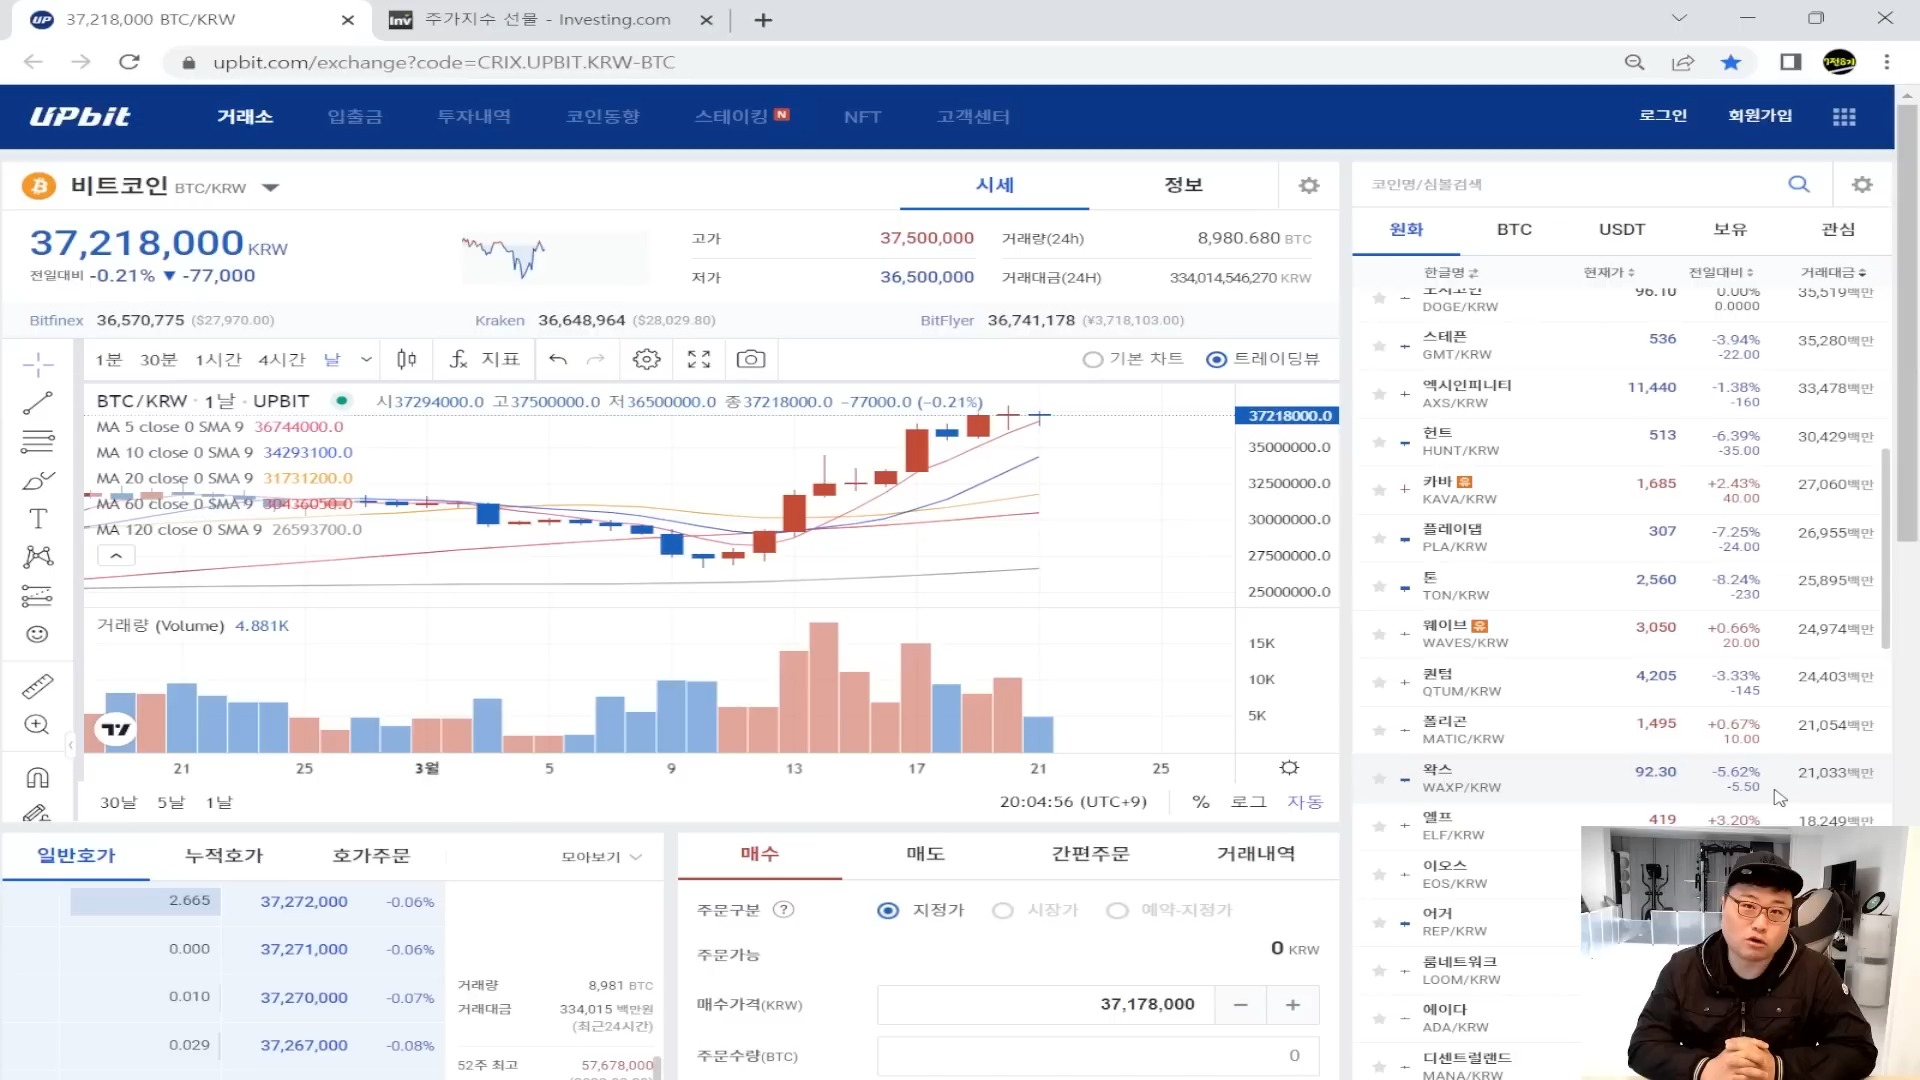 37,218,000 BTC/KRW
주가지수 선물 - Investing.com
upbit.com/exchange?code=CRIX.UPBIT.KRW-BTC
UPbit 거래소 입출금 투자내역 코인동향 스테이킹 N NFT 고객센터 로그인 회원가입
비트코인 BTC/KRW 시세 정보
37,218,000 KRW
전일대비 -0.21% ▼ -77,000
고가 37,500,000 거래량(24h) 8,980.680 BTC
저가 36,500,000 거래대금(24H) 334,014,546,270 KRW
Bitfinex 36,570,775 ($27,970.00) Kraken 36,648,964 ($28,029.80) BitFlyer 36,741,178 (¥3,718,103.00)
1분 30분 1시간 4시간 날 지표 기본 차트 트레이딩뷰
BTC/KRW · 1날 · UPBIT 시37294000.0 고37500000.0 저36500000.0 종37218000.0 -77000.0 (-0.21%)
MA 5 close 0 SMA 9 36744000.0
MA 10 close 0 SMA 9 34293100.0
MA 20 close 0 SMA 9 31731200.0
MA 60 close 0 SMA 9 30436050.0
MA 120 close 0 SMA 9 26593700.0
37218000.0
35000000.0
32500000.0
30000000.0
27500000.0
25000000.0
거래량 (Volume) 4.881K
15K
10K
5K
21 25 3월 5 9 13 17 21 25
30날 5날 1날 20:04:56 (UTC+9) % 로그 자동
일반호가 누적호가 호가주문 모아보기
2.665 37,272,000 -0.06%
0.000 37,271,000 -0.06%
0.010 37,270,000 -0.07%
0.029 37,267,000 -0.08%
거래량 8,981 BTC
거래대금 334,015 백만원
(최근24시간)
52주 최고 57,678,000
매수 매도 간편주문 거래내역
주문구분 ? 지정가 시장가 예약-지정가
주문가능 0 KRW
매수가격(KRW) 37,178,000 − +
주문수량(BTC) 0
코인명/심볼검색
원화 BTC USDT 보유 관심
한글명 현재가 전일대비 거래대금
도지코인 96.10 0.00% 35,519백만
DOGE/KRW 0.0000
스테픈 536 -3.94% 35,280백만
GMT/KRW -22.00
엑시인피니티 11,440 -1.38% 33,478백만
AXS/KRW -160
헌트 513 -6.39% 30,429백만
HUNT/KRW -35.00
카바 유 1,685 +2.43% 27,060백만
KAVA/KRW 40.00
플레이댑 307 -7.25% 26,955백만
PLA/KRW -24.00
톤 2,560 -8.24% 25,895백만
TON/KRW -230
웨이브 유 3,050 +0.66% 24,974백만
WAVES/KRW 20.00
퀀텀 4,205 -3.33% 24,403백만
QTUM/KRW -145
폴리곤 1,495 +0.67% 21,054백만
MATIC/KRW 10.00
왁스 92.30 -5.62% 21,033백만
WAXP/KRW -5.50
엘프 419 +3.20% 18,249백만
ELF/KRW
이오스
EOS/KRW
어거
REP/KRW
룸네트워크
LOOM/KRW
에이다
ADA/KRW
디센트럴랜드
MANA/KRW